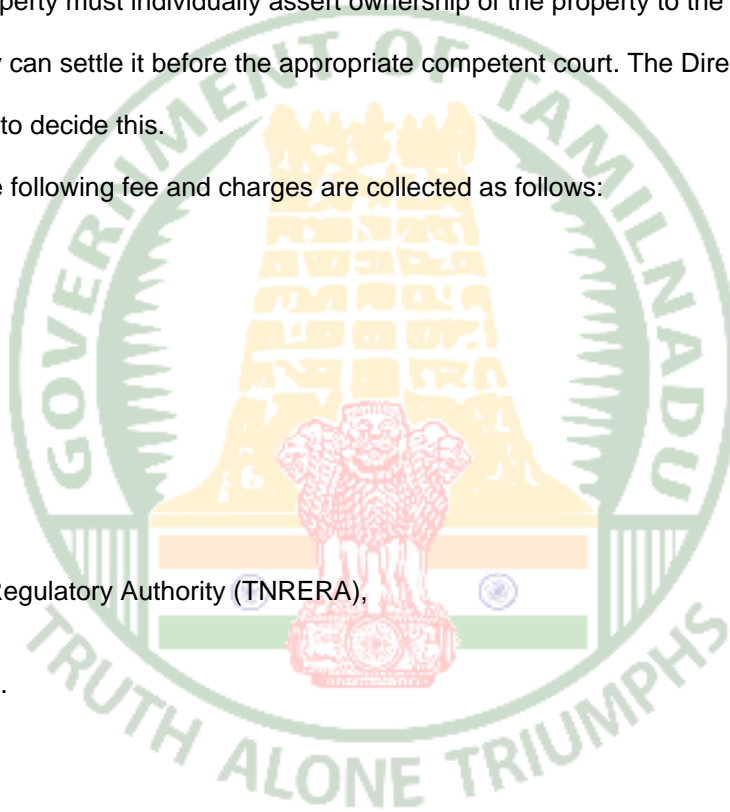 perty must individually assert ownership of the property to the
can settle it before the appropriate competent court. The Dire
to decide this.
following fee and charges are collected as follows:
GOVERNMENT OF TAMILNADU
Regulatory Authority (TNRERA),
.
TRUTH ALONE TRIUMPHS